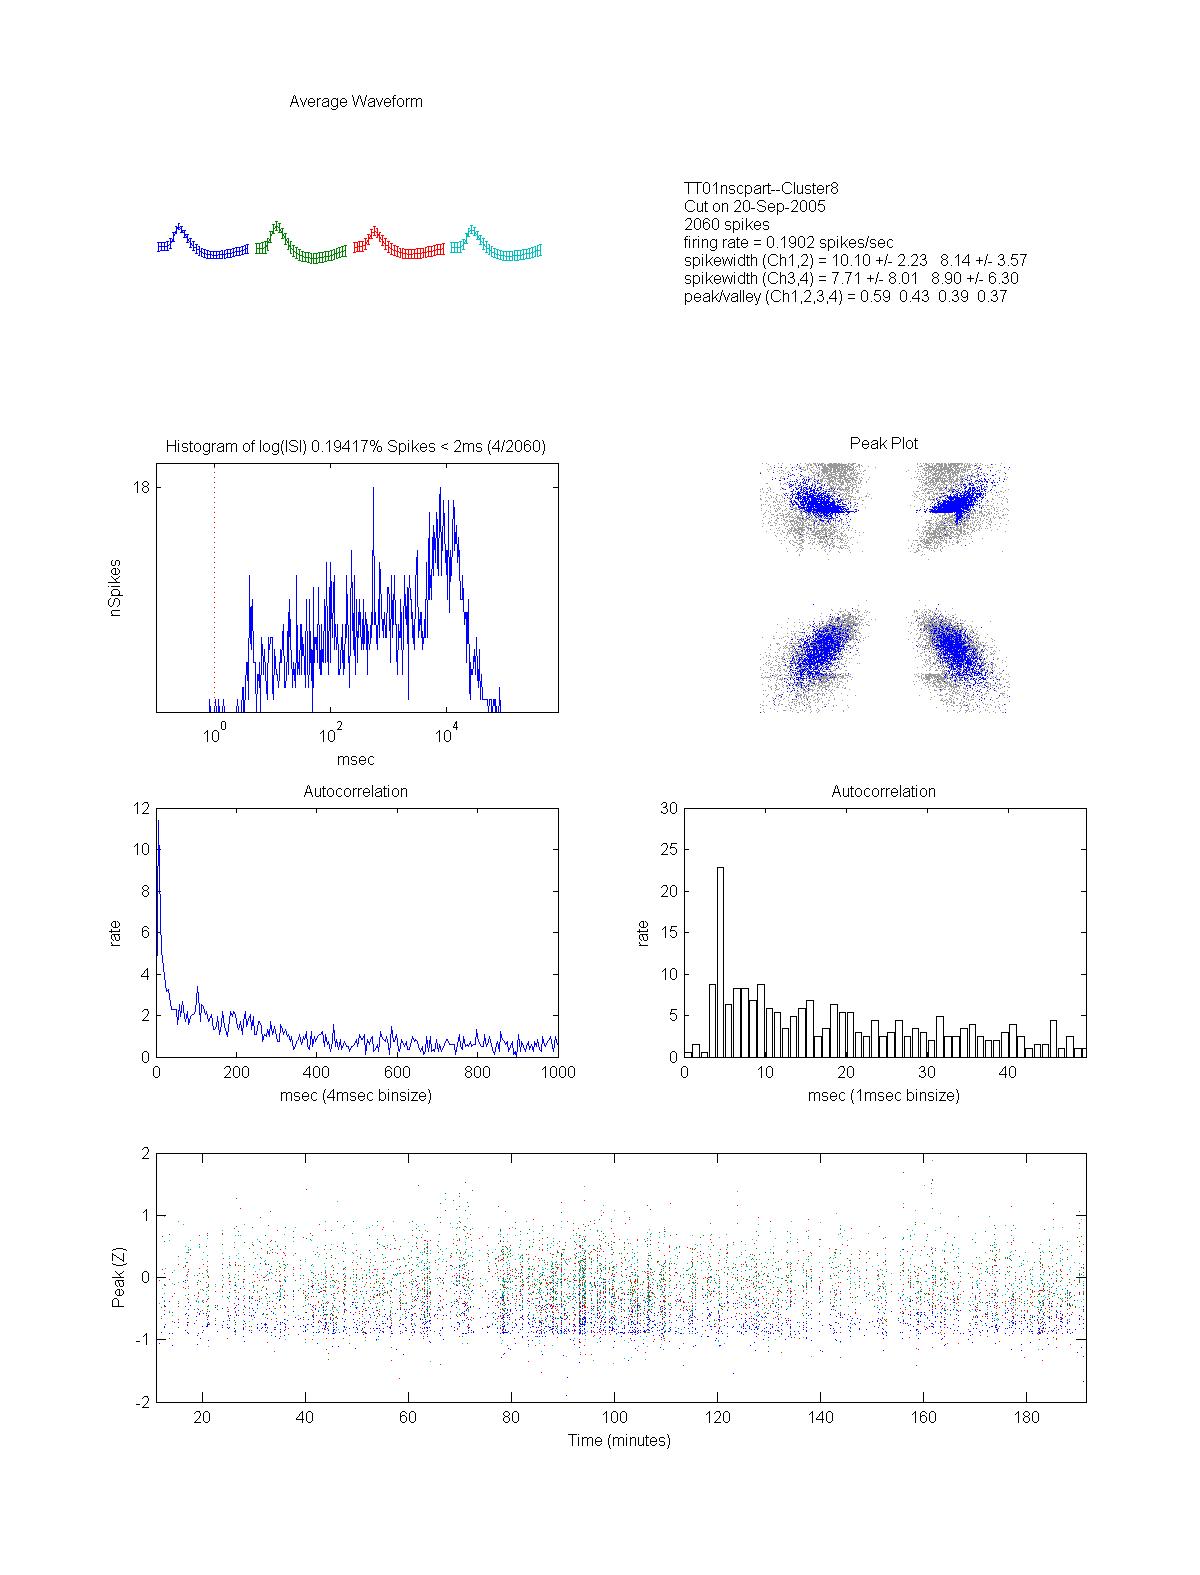 Average Waveform
TT01nscpart--Cluster8
Cut on 20-Sep-2005
2060 spikes
firing rate = 0.1902 spikes/sec
spikewidth (Ch1,2) = 10.10 +/- 2.23 8.14 +/- 3.57
spikewidth (Ch3,4) = 7.71 +/- 8.01 8.90 +/- 6.30
peak/valley (Ch1,2,3,4) = 0.59 0.43 0.39 0.37
Histogram of log(ISI) 0.19417% Spikes < 2ms (4/2060)
18
nSpikes
10^0 10^2 10^4
msec
Peak Plot
Autocorrelation
12
10
8
6
4
2
0
rate
0 200 400 600 800 1000
msec (4msec binsize)
Autocorrelation
30
25
20
15
10
5
0
rate
0 10 20 30 40
msec (1msec binsize)
2
1
0
-1
-2
Peak (Z)
20 40 60 80 100 120 140 160 180
Time (minutes)